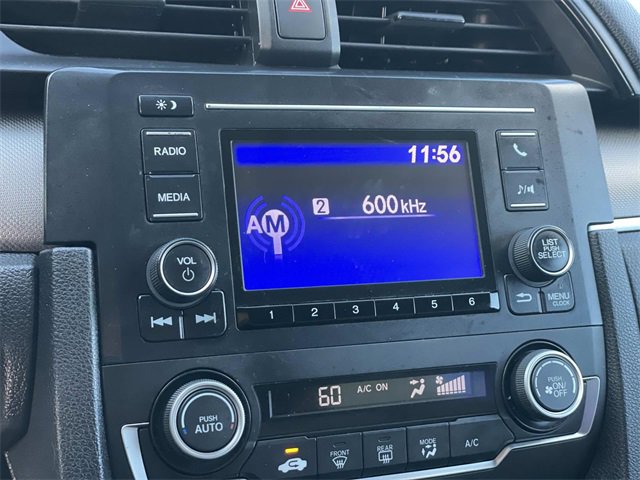 11:56
RADIO
MEDIA
AM
2 600 kHz
VOL
LIST
PUSH
SELECT
MENU
CLOCK
1 2 3 4 5 6
60 A/C ON
PUSH
AUTO
PUSH
ON/
OFF
FRONT
REAR
MODE
A/C